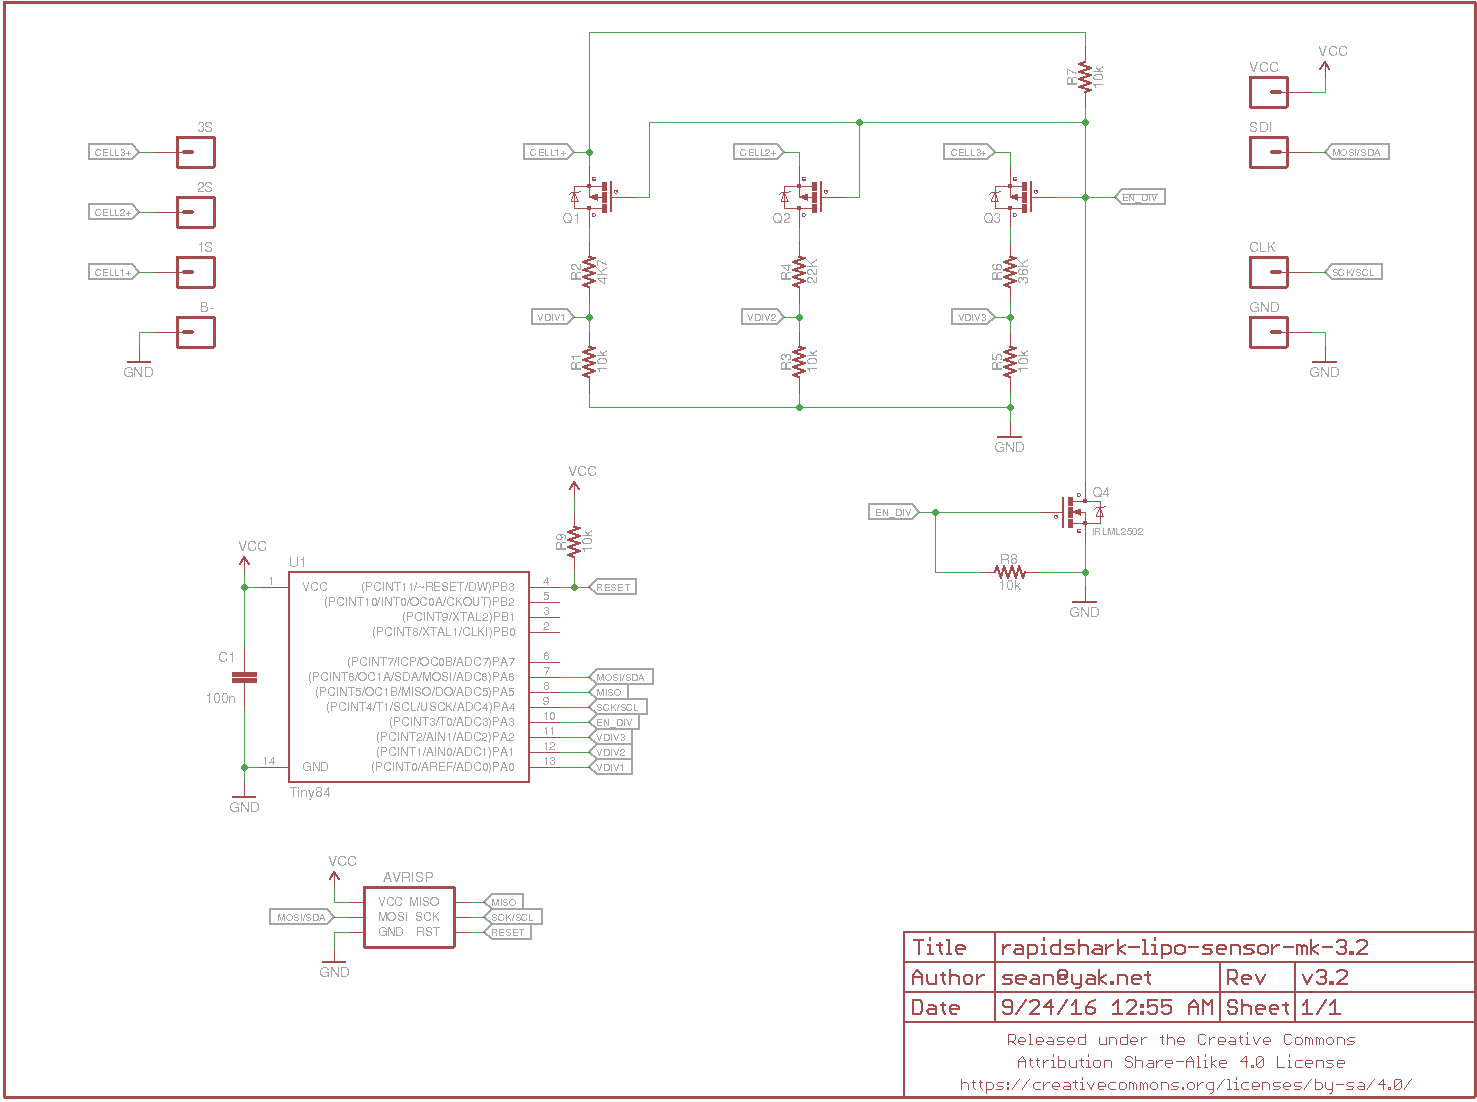 3S
CELL3+
2S
CELL2+
1S
CELL1+
B-
GND
R7
10k
CELL1+
CELL2+
CELL3+
S
G
D
Q1
S
G
D
Q2
S
G
D
Q3
EN_DIV
R2
4K7
R4
22K
R6
36K
VDIV1
VDIV2
VDIV3
R1
10k
R3
10k
R5
10k
GND
VCC
VCC
SDI
MOSI/SDA
CLK
SCK/SCL
GND
GND
EN_DIV
D
G
S
Q4
IRLML2502
R8
10k
GND
VCC
R9
10k
VCC
U1
1
VCC
(PCINT11/~RESET/DW)PB3
4
RESET
(PCINT10/INT0/OC0A/CKOUT)PB2
5
(PCINT9/XTAL2)PB1
3
(PCINT8/XTAL1/CLKI)PB0
2
(PCINT7/ICP/OC0B/ADC7)PA7
6
(PCINT6/OC1A/SDA/MOSI/ADC6)PA6
7
MOSI/SDA
(PCINT5/OC1B/MISO/DO/ADC5)PA5
8
MISO
(PCINT4/T1/SCL/USCK/ADC4)PA4
9
SCK/SCL
(PCINT3/T0/ADC3)PA3
10
EN_DIV
(PCINT2/AIN1/ADC2)PA2
11
VDIV3
(PCINT1/AIN0/ADC1)PA1
12
VDIV2
14
GND
(PCINT0/AREF/ADC0)PA0
13
VDIV1
C1
100n
GND
Tiny84
VCC
AVRISP
VCC MISO
MISO
MOSI/SDA
MOSI SCK
SCK/SCL
GND RST
RESET
GND
Title rapidshark-lipo-sensor-mk-3.2
Author sean@yak.net Rev v3.2
Date 9/24/16 12:55 AM Sheet 1/1
Released under the Creative Commons
Attribution Share-Alike 4.0 License
https://creativecommons.org/licenses/by-sa/4.0/